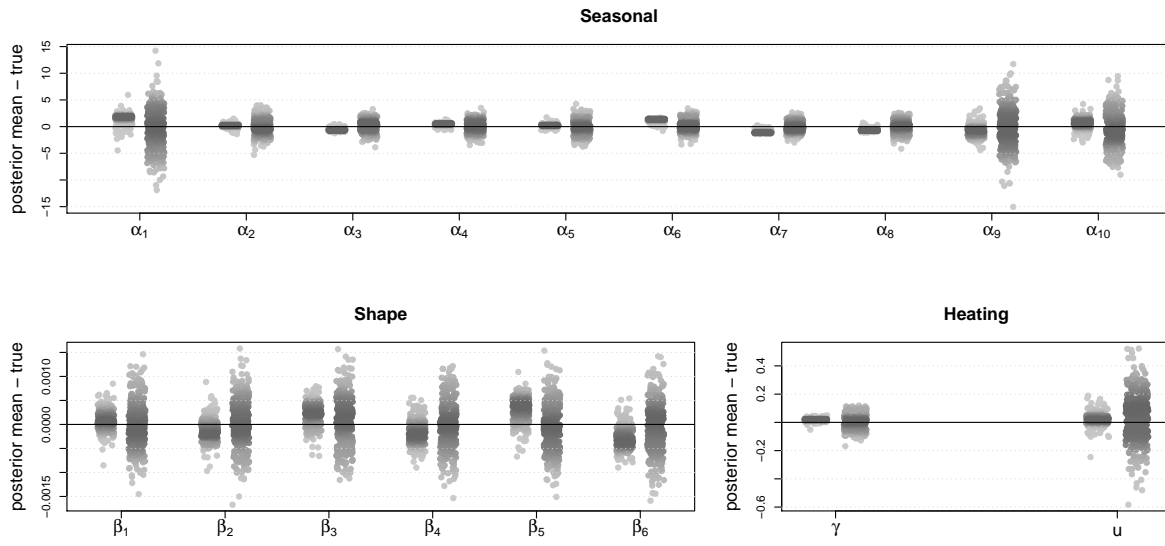 Seasonal
posterior mean − true
15
10
5
0
−5
−15
α1 α2 α3 α4 α5 α6 α7 α8 α9 α10
Shape
posterior mean − true
0.0010
0.0000
−0.0015
β1 β2 β3 β4 β5 β6
Heating
posterior mean − true
0.4
0.2
−0.2
−0.6
γ u